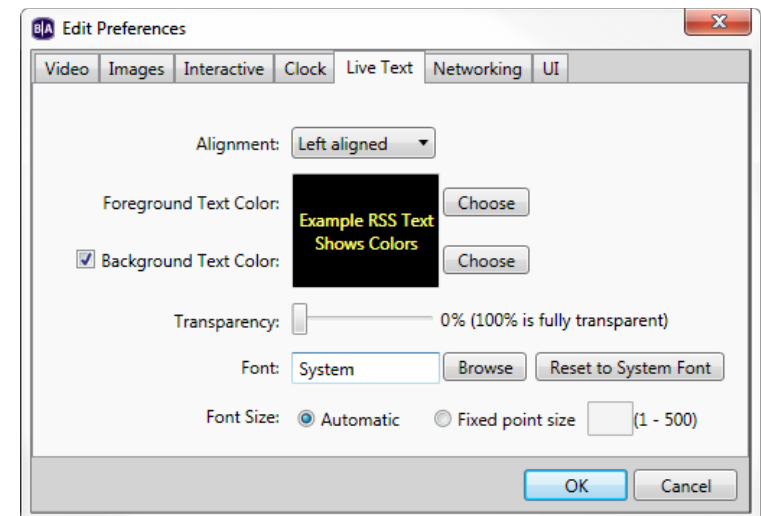 B|A Edit Preferences
Video Images Interactive Clock Live Text Networking UI
Alignment: Left aligned
Foreground Text Color: Choose
Example RSS Text
Shows Colors
Background Text Color: Choose
Transparency: 0% (100% is fully transparent)
Font: System Browse Reset to System Font
Font Size: Automatic Fixed point size (1 - 500)
OK Cancel